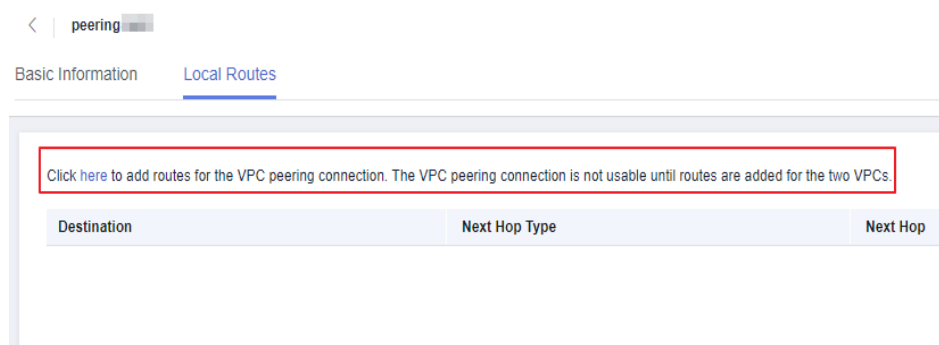 peering
Basic Information Local Routes
Click here to add routes for the VPC peering connection. The VPC peering connection is not usable until routes are added for the two VPCs.
Destination Next Hop Type Next Hop